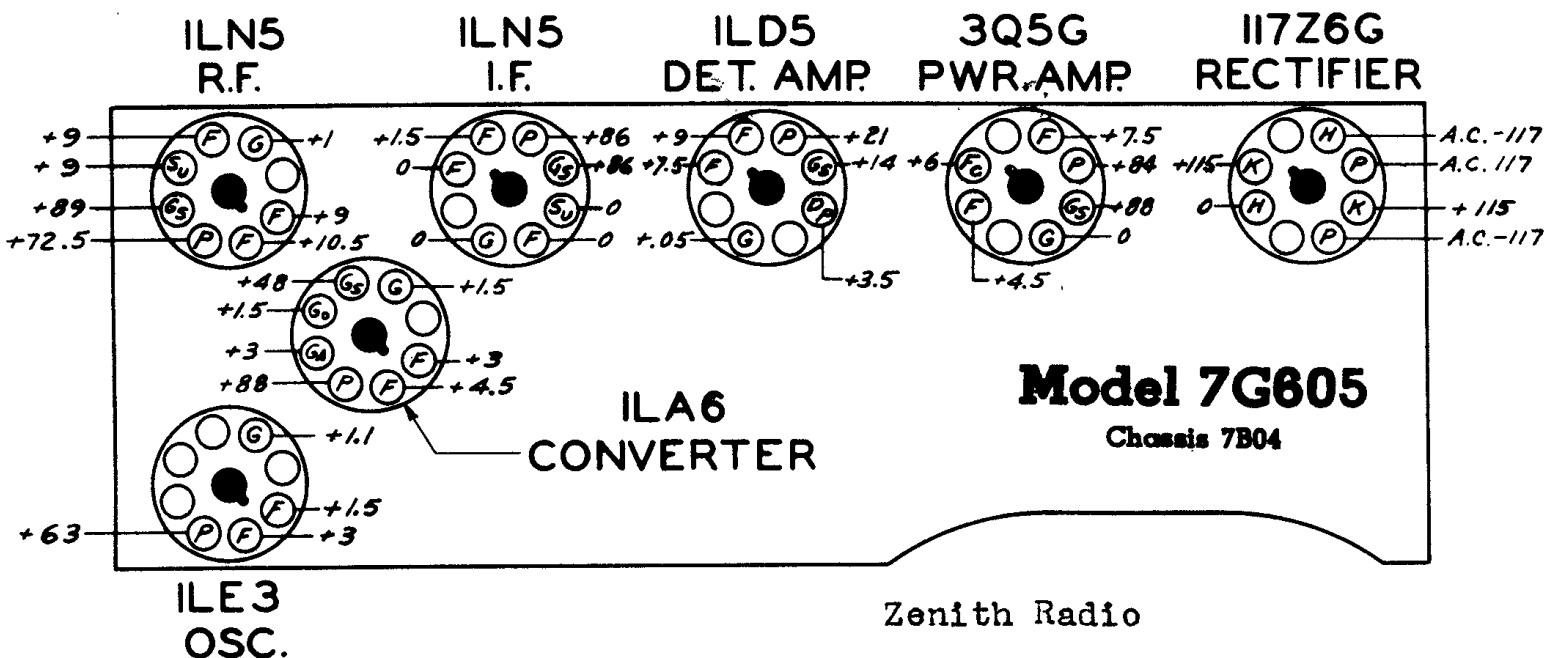 ILN5
R.F.
ILN5
I.F.
ILD5
DET. AMP.
3Q5G
PWR. AMP.
117Z6G
RECTIFIER
+9 F G +1
+9 SU
+89 GS F +9
+72.5 P F +10.5
+1.5 F P +86
0 F GS +86
SU 0
0 G F 0
+9 F P +21
+7.5 F GS +14
DP
+.05 G
+3.5
F +7.5
+6 FC P +84
F GS +88
G 0
+4.5
H A.C.-117
+115 K P A.C. 117
0 H K +115
P A.C.-117
+48 GS G +1.5
+1.5 GO
+3 GA F +3
+88 P F +4.5
ILA6
CONVERTER
Model 7G605
Chassis 7B04
G +1.1
F +1.5
+63 P F +3
ILE3
OSC.
Zenith Radio